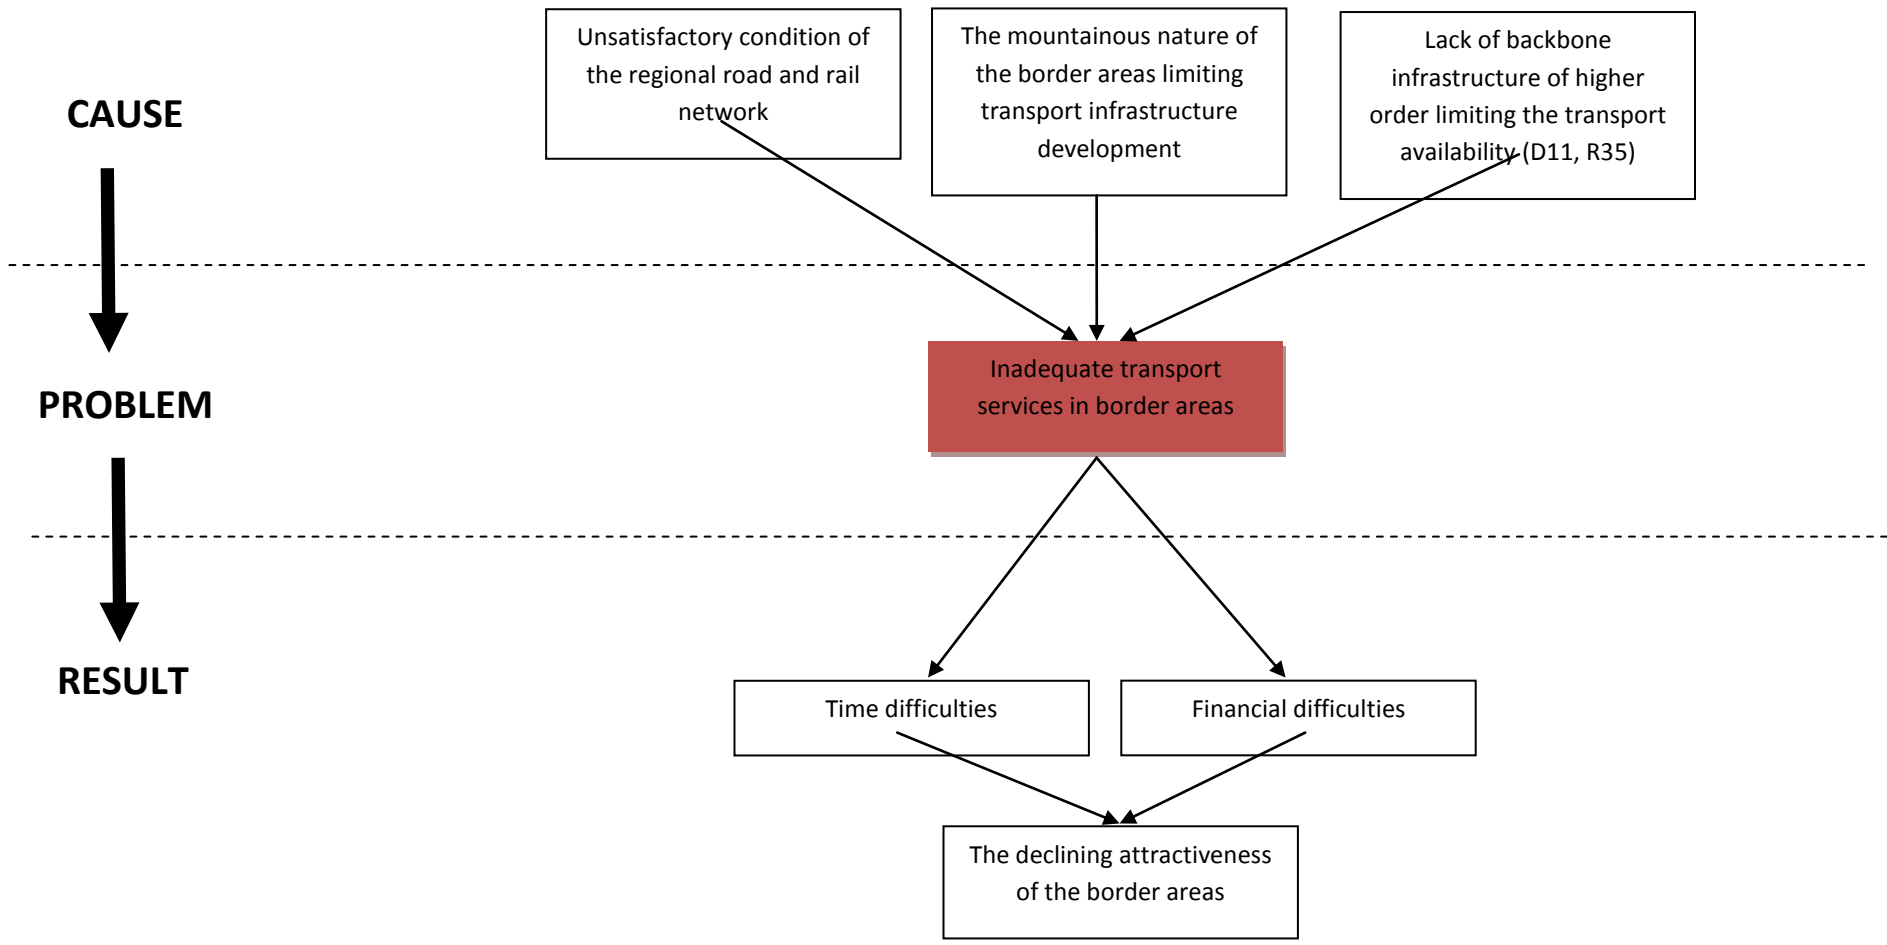 CAUSE
Unsatisfactory condition of
the regional road and rail
network
The mountainous nature of
the border areas limiting
transport infrastructure
development
Lack of backbone
infrastructure of higher
order limiting the transport
availability (D11, R35)
PROBLEM
Inadequate transport
services in border areas
RESULT
Time difficulties
Financial difficulties
The declining attractiveness
of the border areas